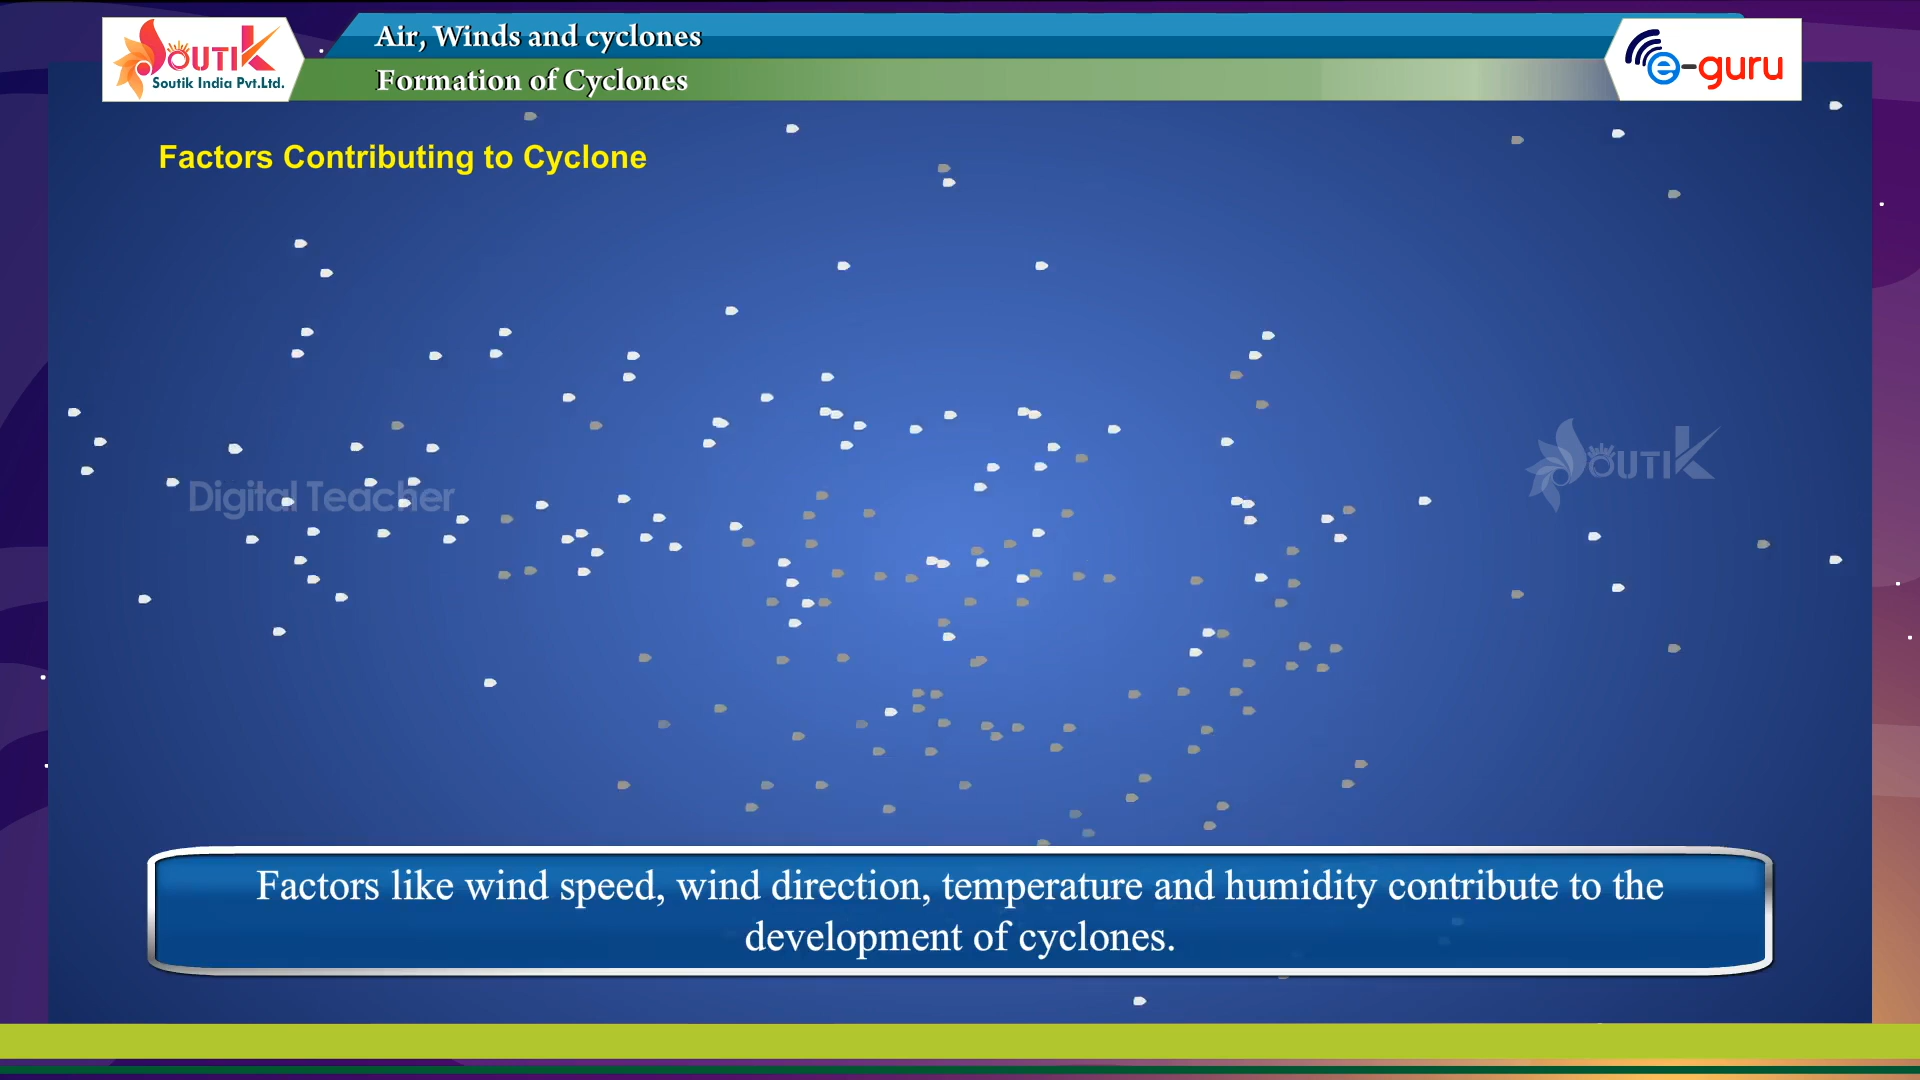 SOUTIK
Soutik India Pvt.Ltd.
Air, Winds and cyclones
Formation of Cyclones
e-guru
Factors Contributing to Cyclone
Digital Teacher
SOUTIK
Factors like wind speed, wind direction, temperature and humidity contribute to the
development of cyclones.